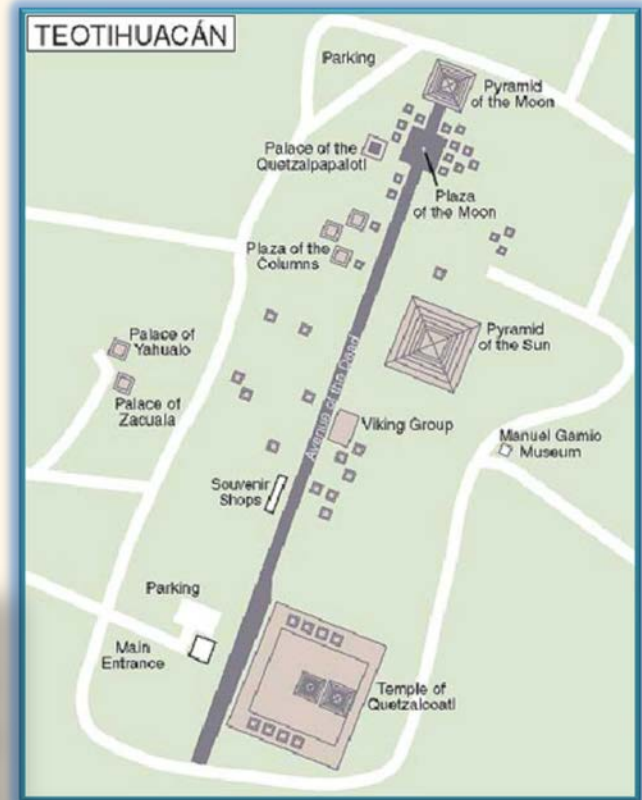 TEOTIHUACÁN
Parking
Pyramid
of the Moon
Palace of the
Quetzalpapalotl
Plaza
of the Moon
Plaza of the
Columns
Pyramid
of the Sun
Palace of
Yahualo
Palace of
Zacuala
Avenue of the Dead
Viking Group
Manuel Gamio
Museum
Souvenir
Shops
Parking
Main
Entrance
Temple of
Quetzalcoatl